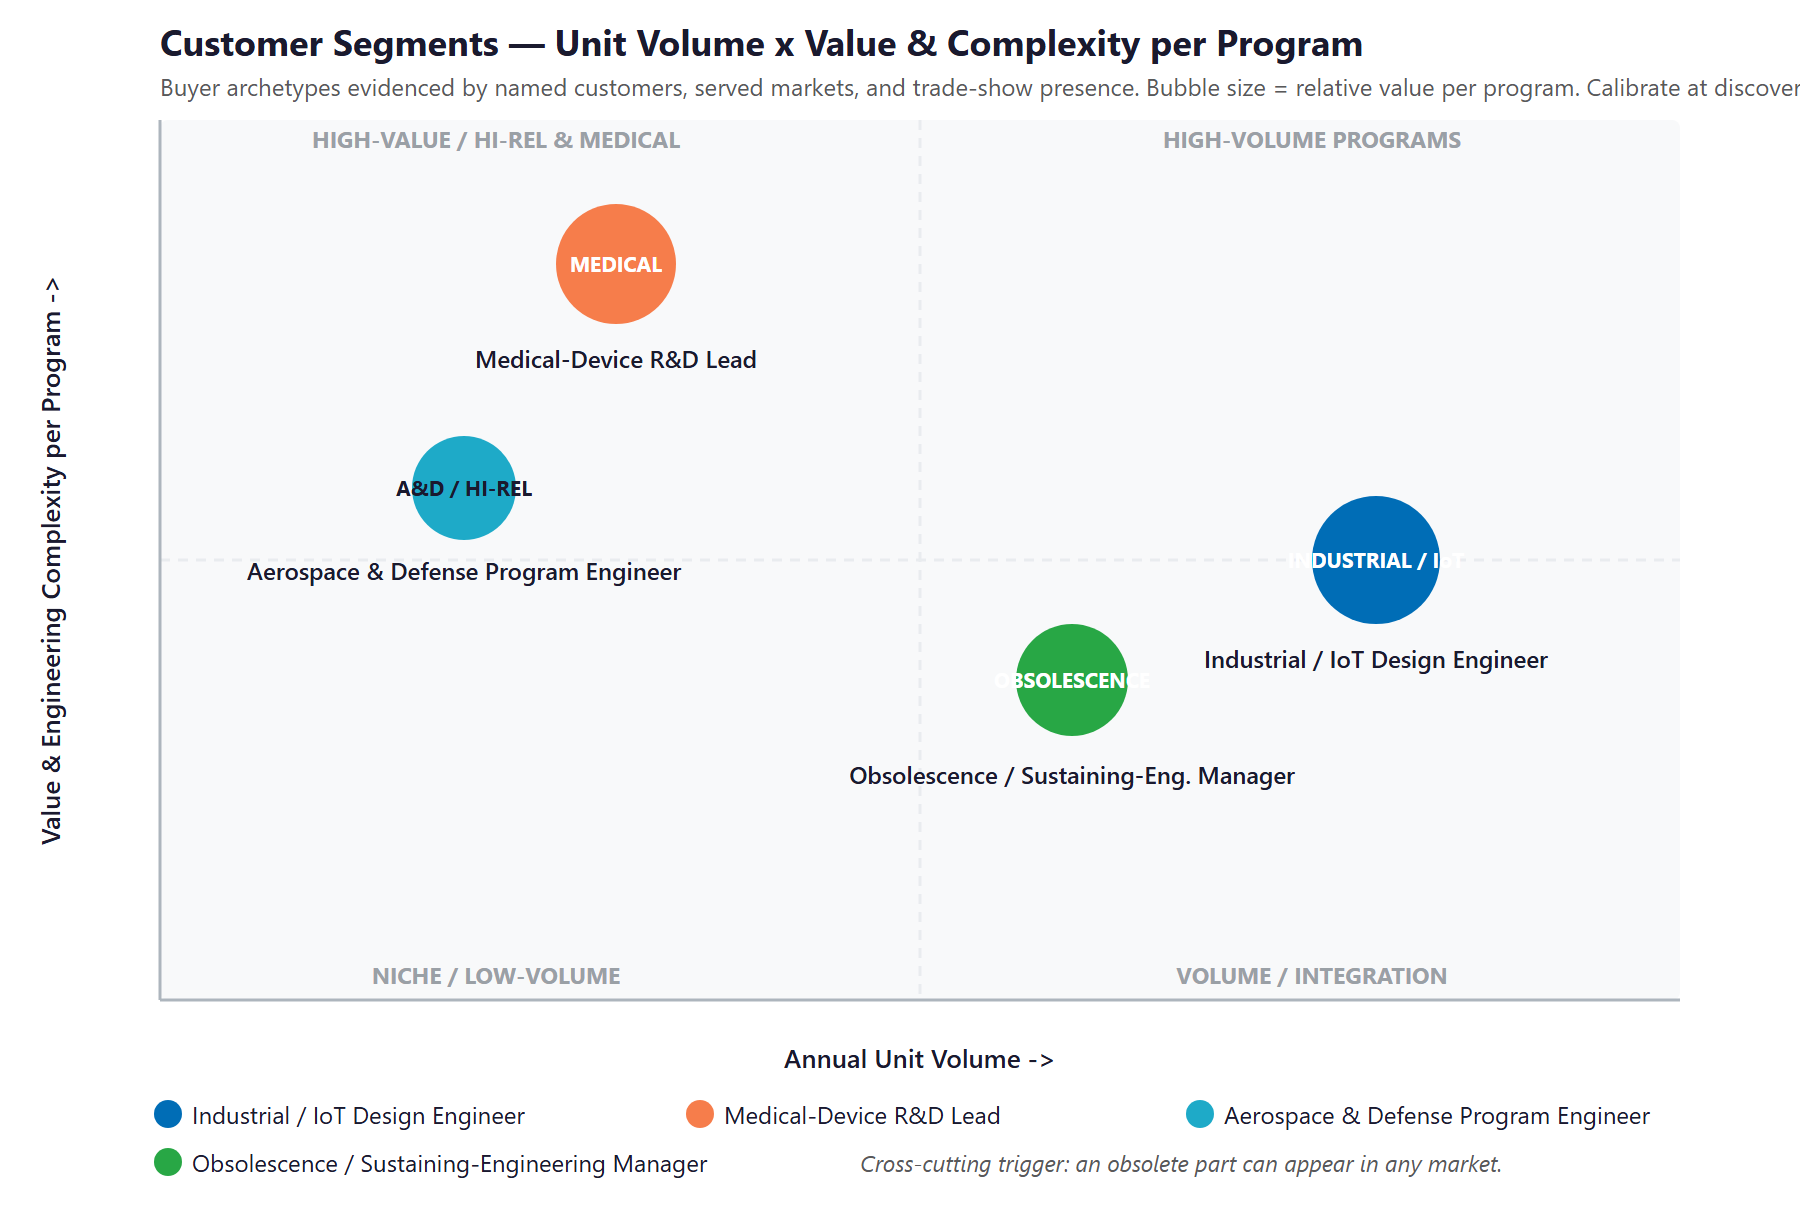 Customer Segments — Unit Volume x Value & Complexity per Program
Buyer archetypes evidenced by named customers, served markets, and trade-show presence. Bubble size = relative value per program. Calibrate at discover
HIGH-VALUE / HI-REL & MEDICAL
HIGH-VOLUME PROGRAMS
MEDICAL
Medical-Device R&D Lead
A&D / HI-REL
Aerospace & Defense Program Engineer
INDUSTRIAL / IoT
Industrial / IoT Design Engineer
OBSOLESCENCE
Obsolescence / Sustaining-Eng. Manager
Value & Engineering Complexity per Program ->
NICHE / LOW-VOLUME
VOLUME / INTEGRATION
Annual Unit Volume ->
Industrial / IoT Design Engineer
Medical-Device R&D Lead
Aerospace & Defense Program Engineer
Obsolescence / Sustaining-Engineering Manager
Cross-cutting trigger: an obsolete part can appear in any market.